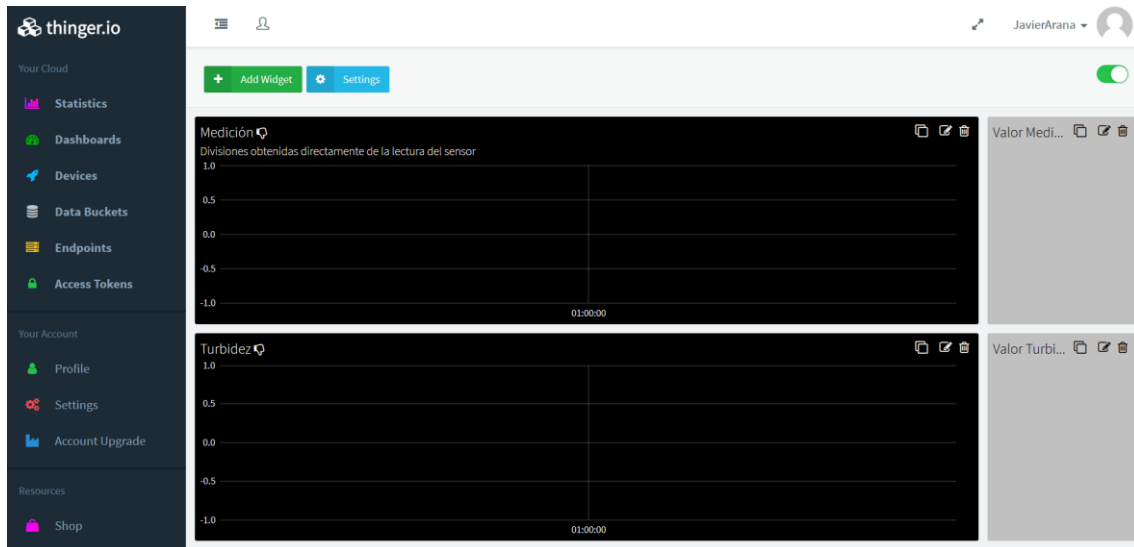 thinger.io
JavierArana
Your Cloud
Statistics
Dashboards
Devices
Data Buckets
Endpoints
Access Tokens
Your Account
Profile
Settings
Account Upgrade
Resources
Shop
Add Widget
Settings
Medición
Divisiones obtenidas directamente de la lectura del sensor
1.0
0.5
0.0
-0.5
-1.0
01:00:00
Valor Medi...
Turbidez
1.0
0.5
0.0
-0.5
-1.0
01:00:00
Valor Turbi...